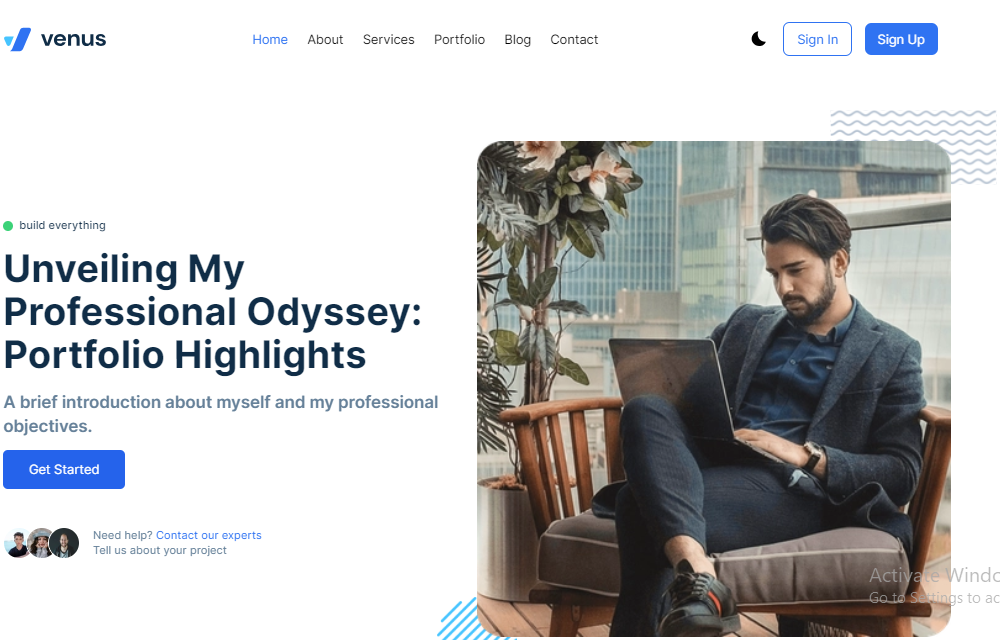 venus
Home About Services Portfolio Blog Contact
Sign In Sign Up
build everything
Unveiling My
Professional Odyssey:
Portfolio Highlights
A brief introduction about myself and my professional
objectives.
Get Started
Need help? Contact our experts
Tell us about your project
Activate Windo
Go to Settings to ac